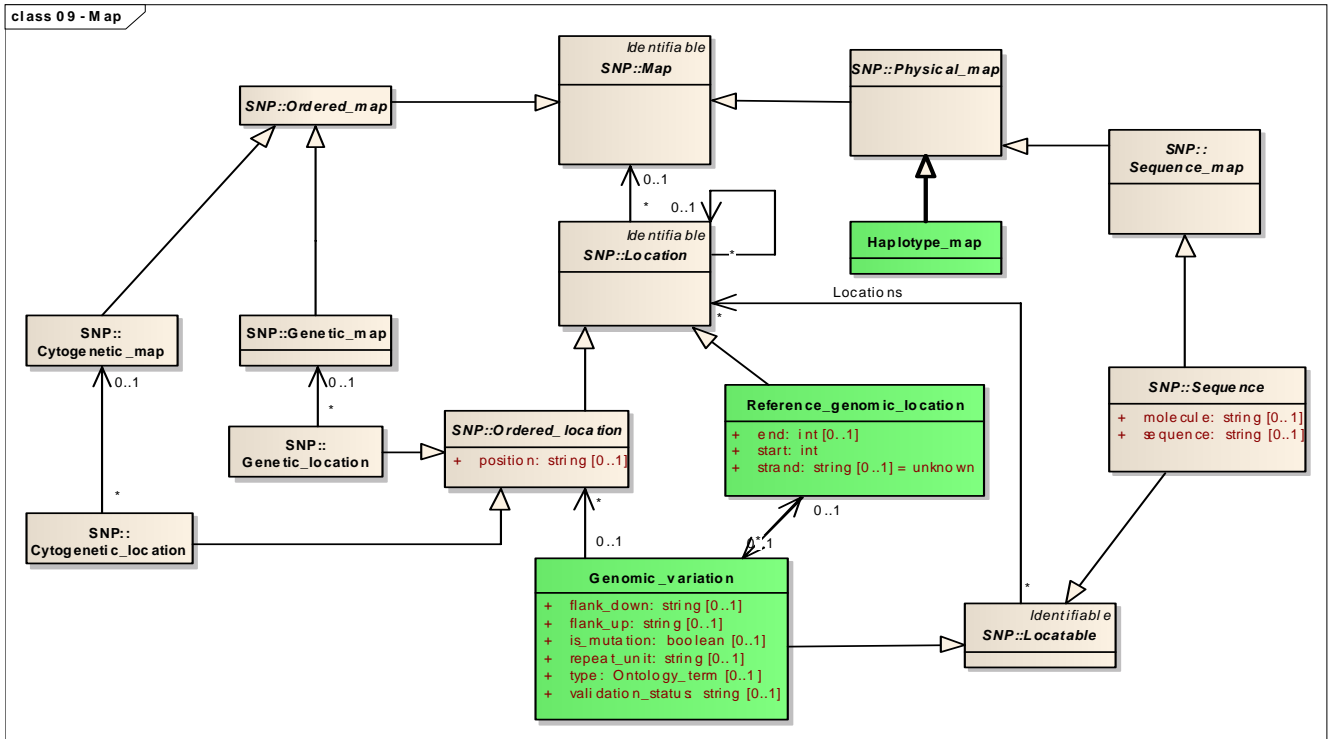 class 09 - Map
Identifiable
SNP::Map
SNP::Physical_map
SNP::Ordered_map
SNP::
Sequence_map
0..1
*
0..1
Identifiable
SNP::Location
*
Haplotype_map
Locations
*
SNP::
Cytogenetic_map
SNP::Genetic_map
0..1
0..1
*
SNP::
Genetic_location
SNP::Ordered_location
+ position: string [0..1]
Reference_genomic_location
+ end: int [0..1]
+ start: int
+ strand: string [0..1] = unknown
SNP::Sequence
+ molecule: string [0..1]
+ sequence: string [0..1]
*
*
0..1
SNP::
Cytogenetic_location
0..1
Genomic_variation
+ flank_down: string [0..1]
+ flank_up: string [0..1]
+ is_mutation: boolean [0..1]
+ repeat_unit: string [0..1]
+ type: Ontology_term [0..1]
+ validation_status: string [0..1]
*
Identifiable
SNP::Locatable